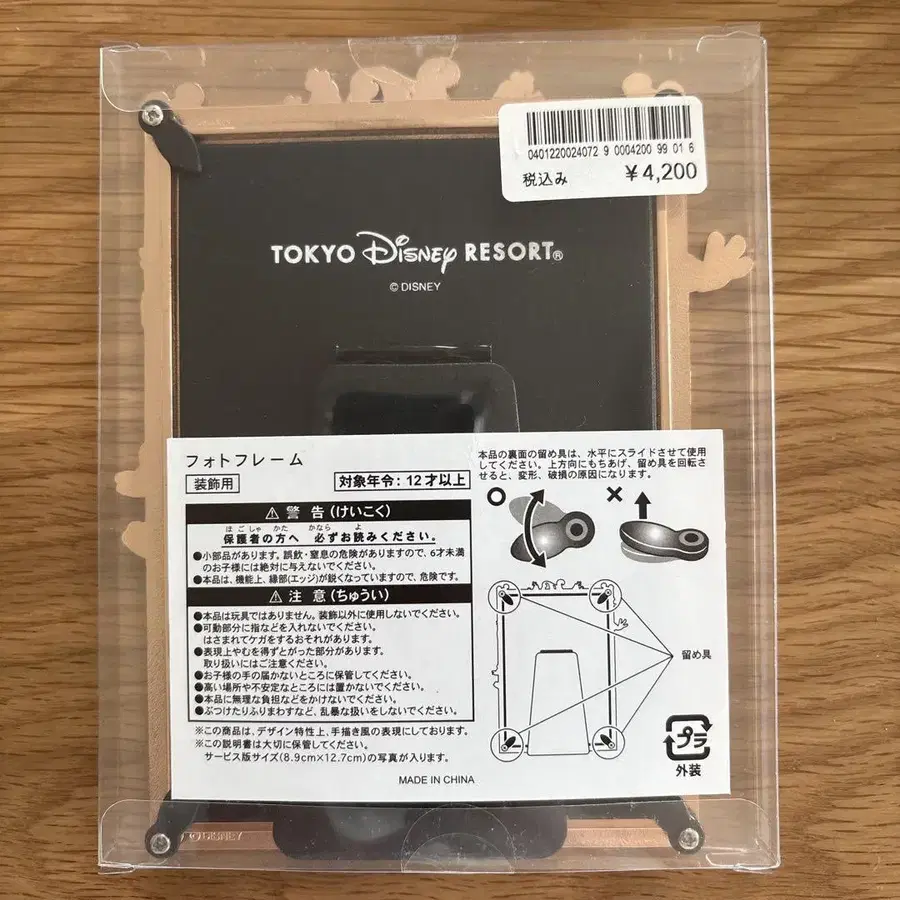 0401220024072 9 0004200 99 01 6
税込み ￥4,200
TOKYO Disney RESORT®
© DISNEY
フォトフレーム
装飾用
対象年令：12才以上
⚠ 警告（けいこく）
ほごしゃ かた かなら よ
保護者の方へ 必ずお読みください。
●小部品があります。誤飲・窒息の危険がありますので、6才未満
のお子様には絶対に与えないでください。
●本品は、機能上、縁部（エッジ）が鋭くなっていますので、危険です。
⚠ 注意（ちゅうい）
●本品は玩具ではありません。装飾以外に使用しないでください。
●可動部分に指などを入れないでください。
はさまれてケガをするおそれがあります。
●表現上やむを得ずとがった部分があります。
取り扱いにはご注意ください。
●お子様の手の届かないところに保管してください。
●高い場所や不安定なところには置かないでください。
●本品に無理な負担などをかけないでください。
●ぶつけたりふりまわすなど、乱暴な扱いをしないでください。
※この商品は、デザイン特性上、手描き風の表現にしております。
※この説明書は大切に保管してください。
サービス版サイズ（8.9cm×12.7cm）の写真が入ります。
MADE IN CHINA
本品の裏面の留め具は、水平にスライドさせて使用
してください。上方向にもちあげ、留め具を回転さ
せると、変形、破損の原因になります。
留め具
プラ
外装
DISNEY